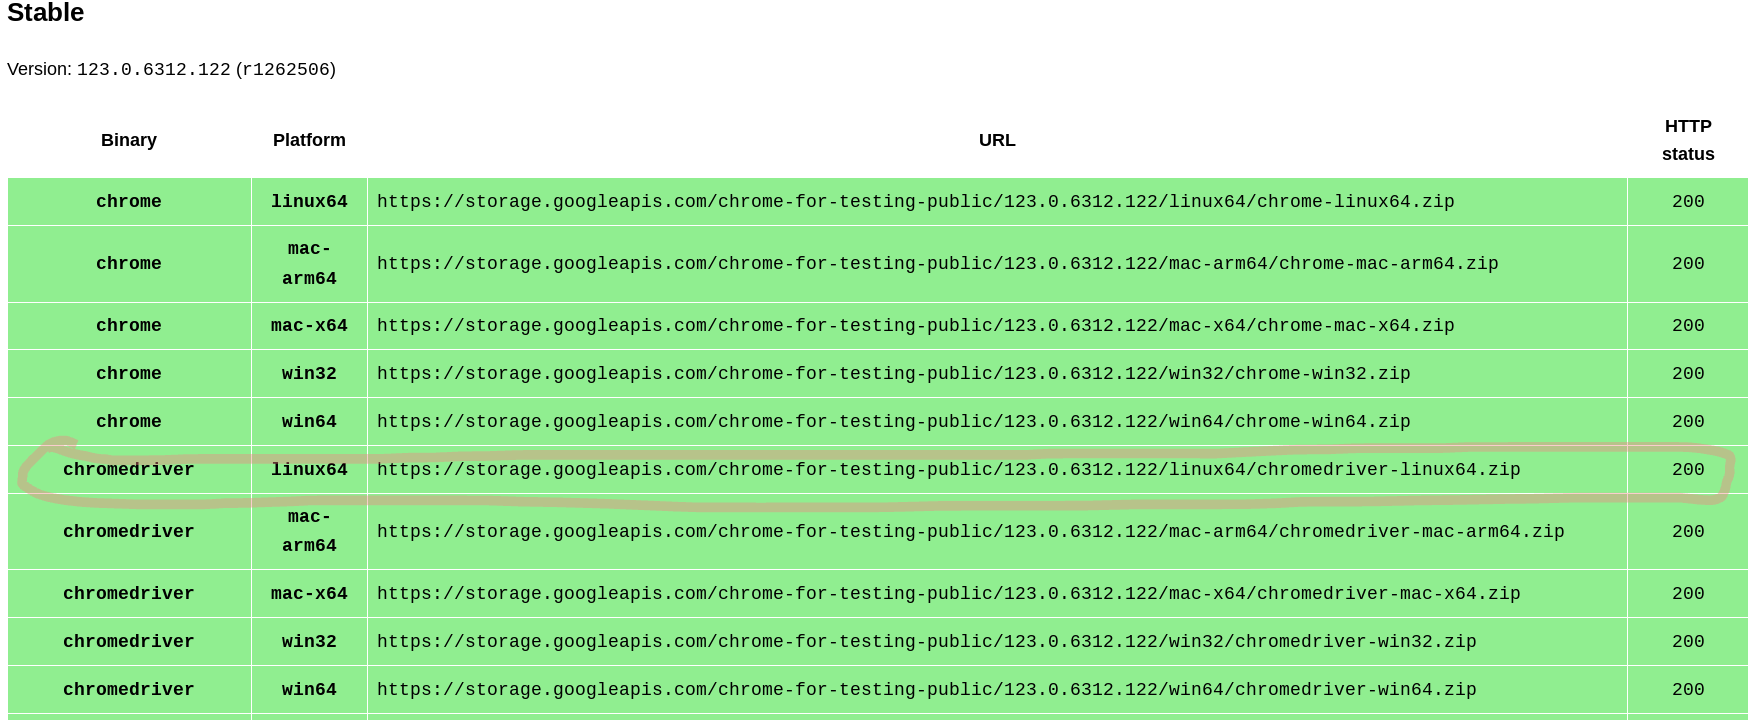 Stable
Version: 123.0.6312.122 (r1262506)
Binary Platform URL HTTP status
chrome linux64 https://storage.googleapis.com/chrome-for-testing-public/123.0.6312.122/linux64/chrome-linux64.zip 200
chrome mac-arm64 https://storage.googleapis.com/chrome-for-testing-public/123.0.6312.122/mac-arm64/chrome-mac-arm64.zip 200
chrome mac-x64 https://storage.googleapis.com/chrome-for-testing-public/123.0.6312.122/mac-x64/chrome-mac-x64.zip 200
chrome win32 https://storage.googleapis.com/chrome-for-testing-public/123.0.6312.122/win32/chrome-win32.zip 200
chrome win64 https://storage.googleapis.com/chrome-for-testing-public/123.0.6312.122/win64/chrome-win64.zip 200
chromedriver linux64 https://storage.googleapis.com/chrome-for-testing-public/123.0.6312.122/linux64/chromedriver-linux64.zip 200
chromedriver mac-arm64 https://storage.googleapis.com/chrome-for-testing-public/123.0.6312.122/mac-arm64/chromedriver-mac-arm64.zip 200
chromedriver mac-x64 https://storage.googleapis.com/chrome-for-testing-public/123.0.6312.122/mac-x64/chromedriver-mac-x64.zip 200
chromedriver win32 https://storage.googleapis.com/chrome-for-testing-public/123.0.6312.122/win32/chromedriver-win32.zip 200
chromedriver win64 https://storage.googleapis.com/chrome-for-testing-public/123.0.6312.122/win64/chromedriver-win64.zip 200